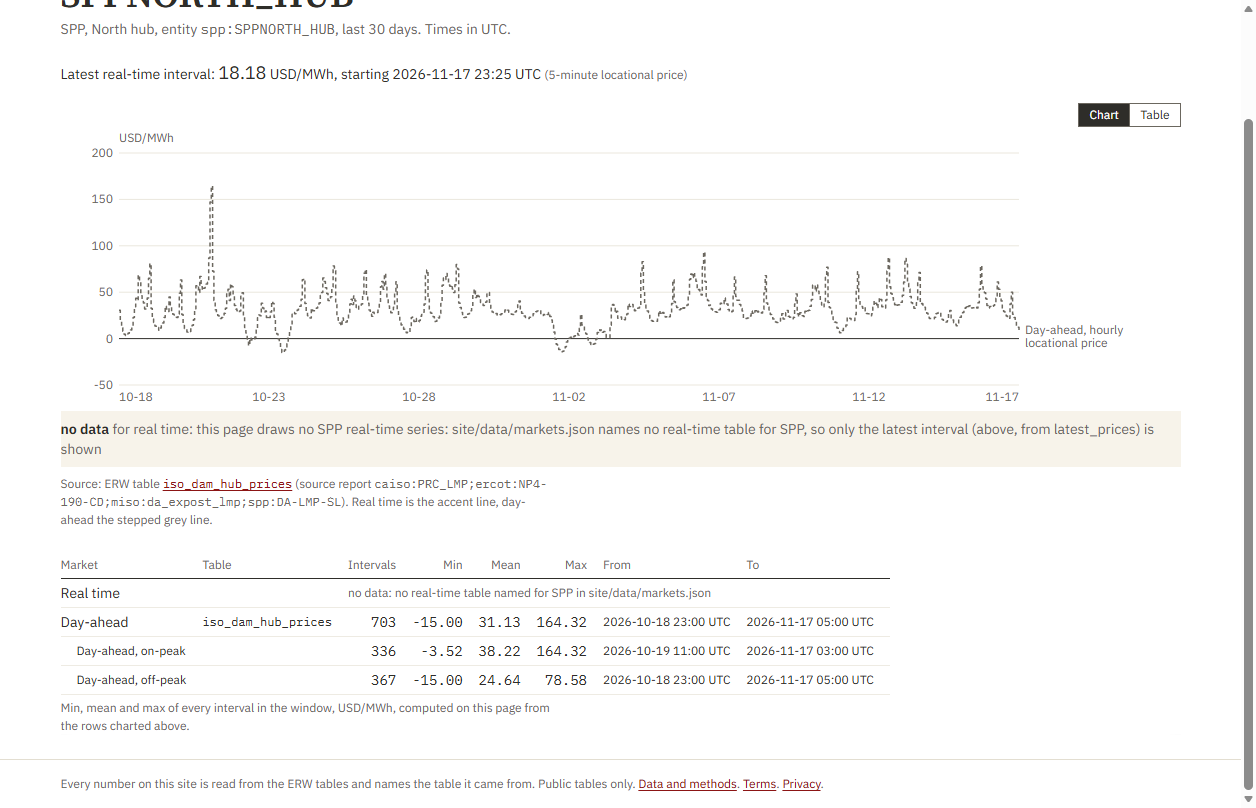 SPPNORTH_HUB
SPP, North hub, entity spp:SPPNORTH_HUB, last 30 days. Times in UTC.
Latest real-time interval: 18.18 USD/MWh, starting 2026-11-17 23:25 UTC (5-minute locational price)
Chart Table
USD/MWh
200
150
100
50
0
-50
10-18 10-23 10-28 11-02 11-07 11-12 11-17
Day-ahead, hourly
locational price
no data for real time: this page draws no SPP real-time series: site/data/markets.json names no real-time table for SPP, so only the latest interval (above, from latest_prices) is
shown
Source: ERW table iso_dam_hub_prices (source report caiso:PRC_LMP;ercot:NP4-
190-CD;miso:da_expost_lmp;spp:DA-LMP-SL). Real time is the accent line, day-
ahead the stepped grey line.
Market Table Intervals Min Mean Max From To
Real time no data: no real-time table named for SPP in site/data/markets.json
Day-ahead iso_dam_hub_prices 703 -15.00 31.13 164.32 2026-10-18 23:00 UTC 2026-11-17 05:00 UTC
Day-ahead, on-peak 336 -3.52 38.22 164.32 2026-10-19 11:00 UTC 2026-11-17 03:00 UTC
Day-ahead, off-peak 367 -15.00 24.64 78.58 2026-10-18 23:00 UTC 2026-11-17 05:00 UTC
Min, mean and max of every interval in the window, USD/MWh, computed on this page from
the rows charted above.
Every number on this site is read from the ERW tables and names the table it came from. Public tables only. Data and methods. Terms. Privacy.